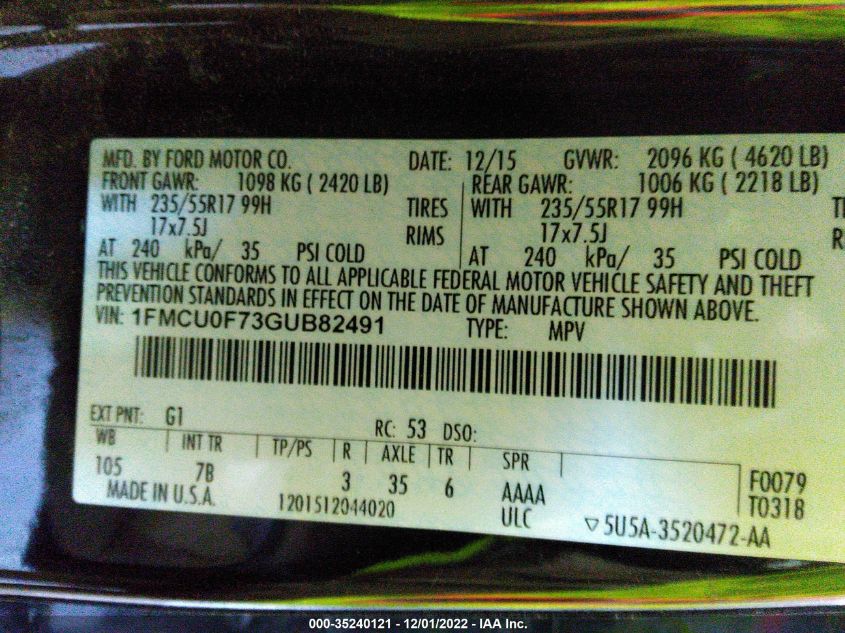 MFD. BY FORD MOTOR CO. DATE: 12/15 GVWR: 2096 KG ( 4620 LB)
FRONT GAWR: 1098 KG ( 2420 LB) REAR GAWR: 1006 KG ( 2218 LB)
WITH 235/55R17 99H TIRES WITH 235/55R17 99H
17x7.5J RIMS 17x7.5J
AT 240 kPa/ 35 PSI COLD AT 240 kPa/ 35 PSI COLD
THIS VEHICLE CONFORMS TO ALL APPLICABLE FEDERAL MOTOR VEHICLE SAFETY AND THEFT
PREVENTION STANDARDS IN EFFECT ON THE DATE OF MANUFACTURE SHOWN ABOVE.
VIN: 1FMCU0F73GUB82491 TYPE: MPV
EXT PNT: G1 RC: 53 DSO:
WB INT TR TP/PS R AXLE TR SPR
105 7B 3 35 6 AAAA F0079
MADE IN U.S.A. 1201512044020 ULC T0318
▽5U5A-3520472-AA
000-35240121 - 12/01/2022 - IAA Inc.